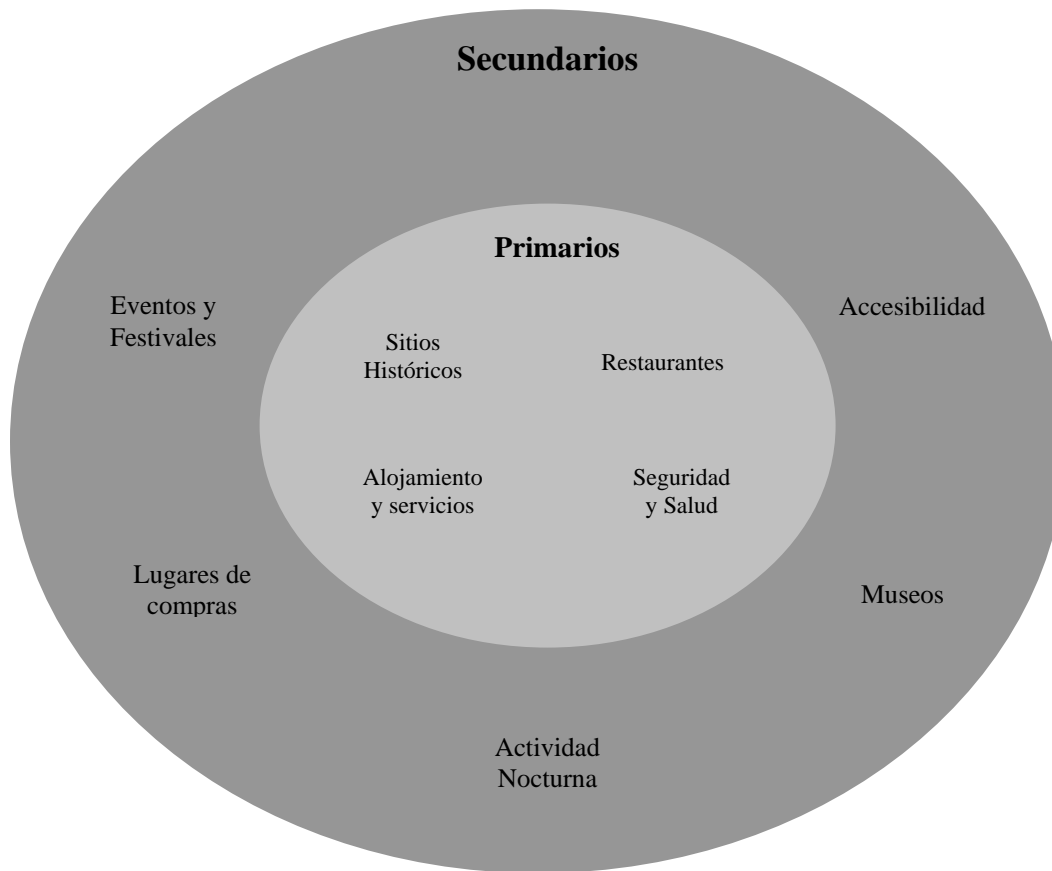 Secundarios
Primarios
Eventos y
Festivales
Accesibilidad
Sitios
Históricos
Restaurantes
Alojamiento
y servicios
Seguridad
y Salud
Lugares de
compras
Museos
Actividad
Nocturna